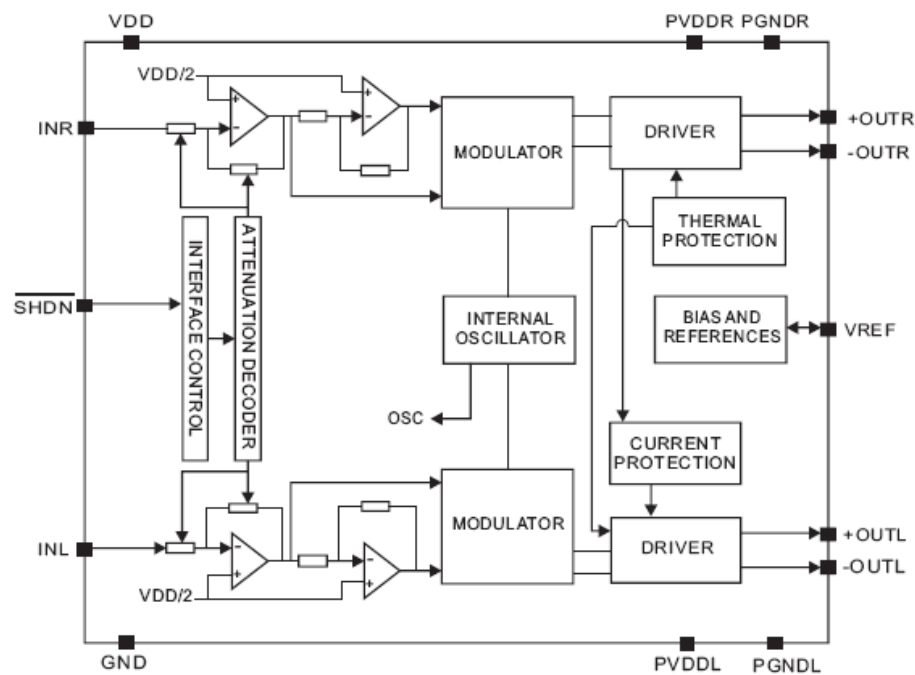 VDD
PVDDR
PGNDR
VDD/2
INR
MODULATOR
DRIVER
+OUTR
-OUTR
THERMAL
PROTECTION
INTERFACE CONTROL
ATTENUATION DECODER
SHDN
INTERNAL
OSCILLATOR
BIAS AND
REFERENCES
VREF
OSC
CURRENT
PROTECTION
MODULATOR
DRIVER
INL
+OUTL
-OUTL
VDD/2
GND
PVDDL
PGNDL
+
-
+
-
-
+
-
+